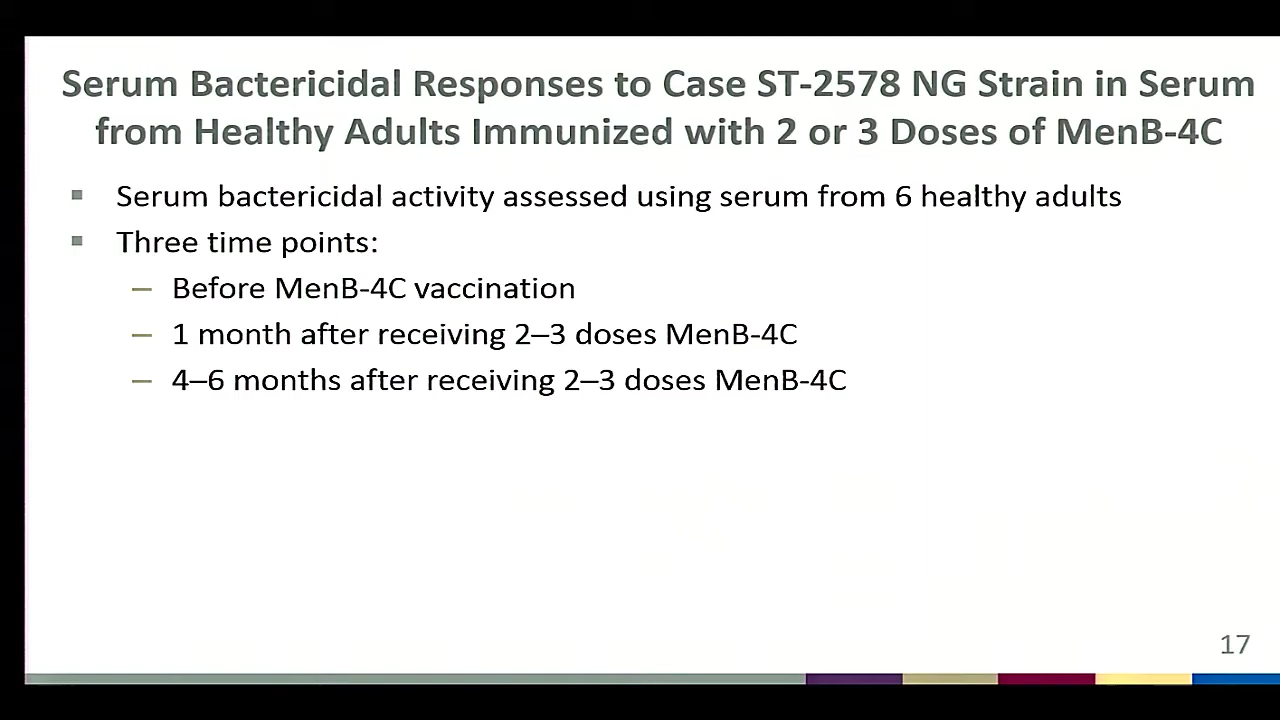 Serum Bactericidal Responses to Case ST-2578 NG Strain in Serum
from Healthy Adults Immunized with 2 or 3 Doses of MenB-4C
▪ Serum bactericidal activity assessed using serum from 6 healthy adults
▪ Three time points:
– Before MenB-4C vaccination
– 1 month after receiving 2–3 doses MenB-4C
– 4–6 months after receiving 2–3 doses MenB-4C
17